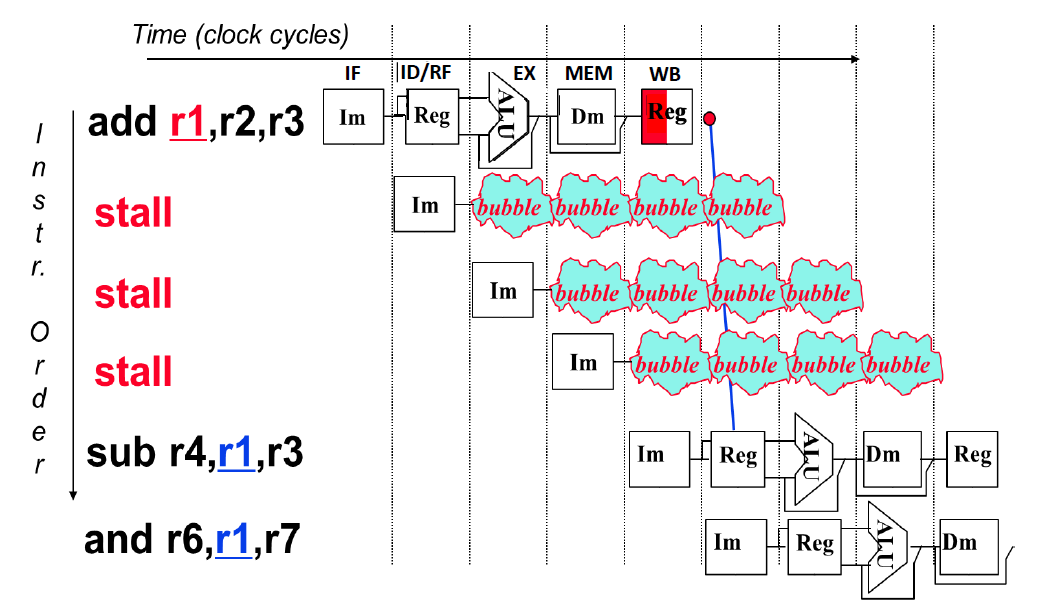 Time (clock cycles)
IF ID/RF EX MEM WB
Instr. Order
add r1,r2,r3 Im Reg ALU Dm Reg
stall Im bubble bubble bubble bubble
stall Im bubble bubble bubble bubble
stall Im bubble bubble bubble bubble
sub r4,r1,r3 Im Reg ALU Dm Reg
and r6,r1,r7 Im Reg ALU Dm